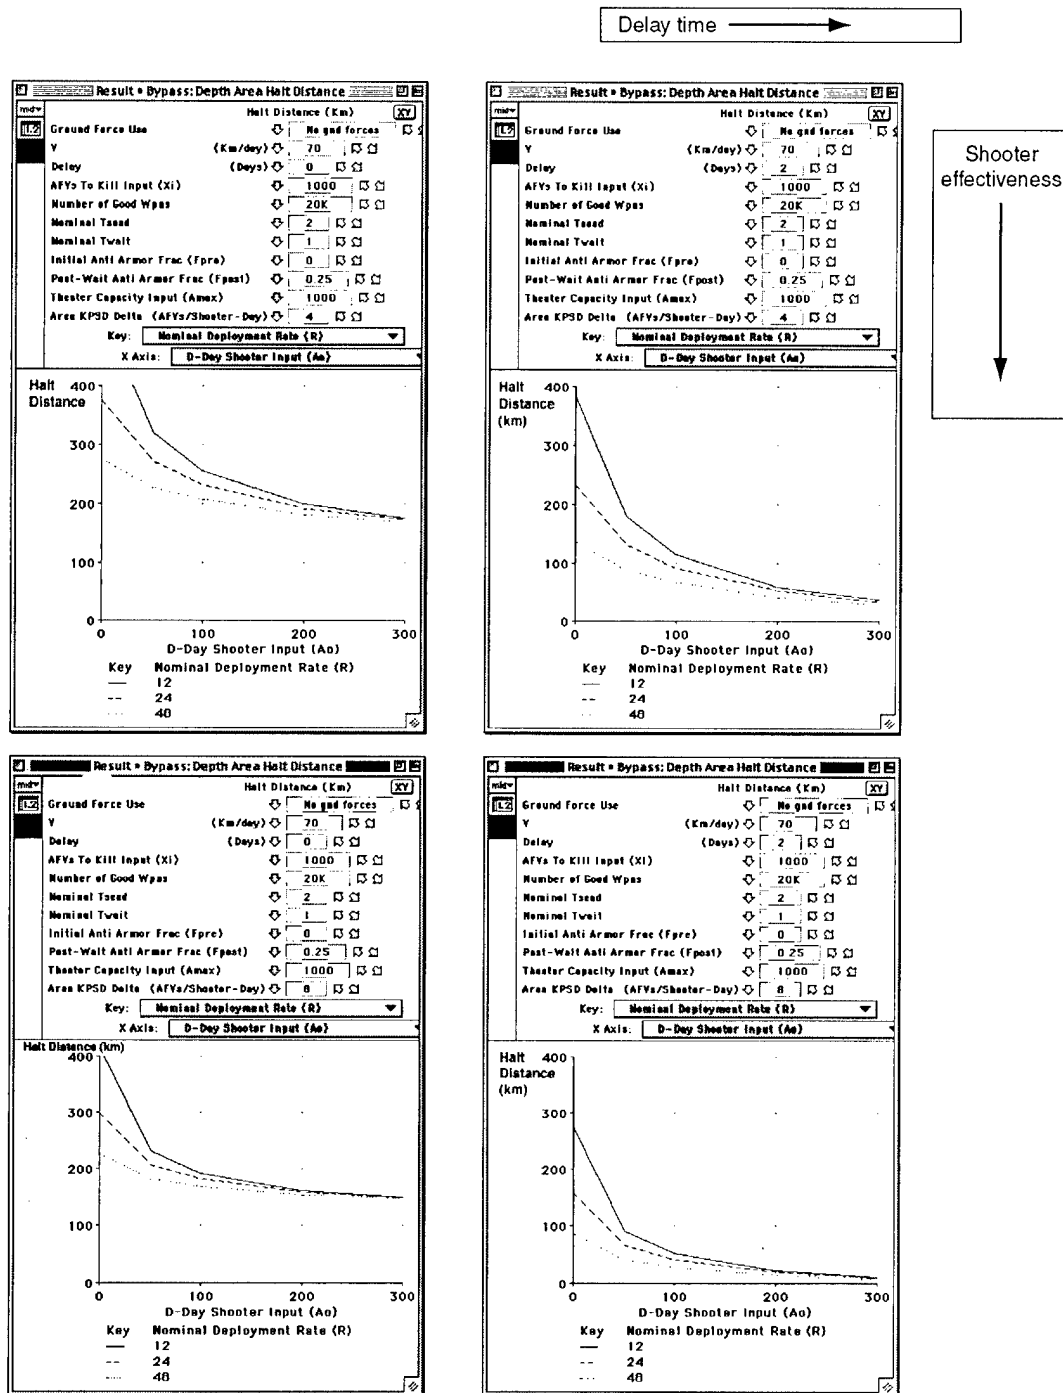 Delay time
Shooter
effectiveness
Result • Bypass: Depth Area Halt Distance
mid
Halt Distance (Km)
XY
Ground Force Use
No gnd forces
V (Km/day) 70
Delay (Days) 0
AFVs To Kill Input (Xi) 1000
Number of Good Wpns 20K
Nominal Tsead 2
Nominal Twait 1
Initial Anti Armor Frac (Fpre) 0
Post-Wait Anti Armor Frac (Fpost) 0.25
Theater Capacity Input (Amax) 1000
Area KPSD Delta (AFVs/Shooter-Day) 4
Key: Nominal Deployment Rate (R)
X Axis: D-Day Shooter Input (Ao)
Halt
Distance
400
300
200
100
0
0 100 200 300
D-Day Shooter Input (Ao)
Key Nominal Deployment Rate (R)
12
24
48
Result • Bypass: Depth Area Halt Distance
mid
Halt Distance (Km)
XY
Ground Force Use
No gnd forces
V (Km/day) 70
Delay (Days) 2
AFVs To Kill Input (Xi) 1000
Number of Good Wpns 20K
Nominal Tsead 2
Nominal Twait 1
Initial Anti Armor Frac (Fpre) 0
Post-Wait Anti Armor Frac (Fpost) 0.25
Theater Capacity Input (Amax) 1000
Area KPSD Delta (AFVs/Shooter-Day) 4
Key: Nominal Deployment Rate (R)
X Axis: D-Day Shooter Input (Ao)
Halt
Distance
(km)
400
300
200
100
0
0 100 200 300
D-Day Shooter Input (Ao)
Key Nominal Deployment Rate (R)
12
24
48
Result • Bypass: Depth Area Halt Distance
mid
Halt Distance (Km)
XY
Ground Force Use
No gnd forces
V (Km/day) 70
Delay (Days) 0
AFVs To Kill Input (Xi) 1000
Number of Good Wpns 20K
Nominal Tsead 2
Nominal Twait 1
Initial Anti Armor Frac (Fpre) 0
Post-Wait Anti Armor Frac (Fpost) 0.25
Theater Capacity Input (Amax) 1000
Area KPSD Delta (AFVs/Shooter-Day) 8
Key: Nominal Deployment Rate (R)
X Axis: D-Day Shooter Input (Ao)
Halt Distance (km)
400
300
200
100
0
0 100 200 300
D-Day Shooter Input (Ao)
Key Nominal Deployment Rate (R)
12
24
48
Result • Bypass: Depth Area Halt Distance
mid
Halt Distance (Km)
XY
Ground Force Use
No gnd forces
V (Km/day) 70
Delay (Days) 2
AFVs To Kill Input (Xi) 1000
Number of Good Wpns 20K
Nominal Tsead 2
Nominal Twait 1
Initial Anti Armor Frac (Fpre) 0
Post-Wait Anti Armor Frac (Fpost) 0.25
Theater Capacity Input (Amax) 1000
Area KPSD Delta (AFVs/Shooter-Day) 8
Key: Nominal Deployment Rate (R)
X Axis: D-Day Shooter Input (Ao)
Halt
Distance
(km)
400
300
200
100
0
0 100 200 300
D-Day Shooter Input (Ao)
Key Nominal Deployment Rate (R)
12
24
48